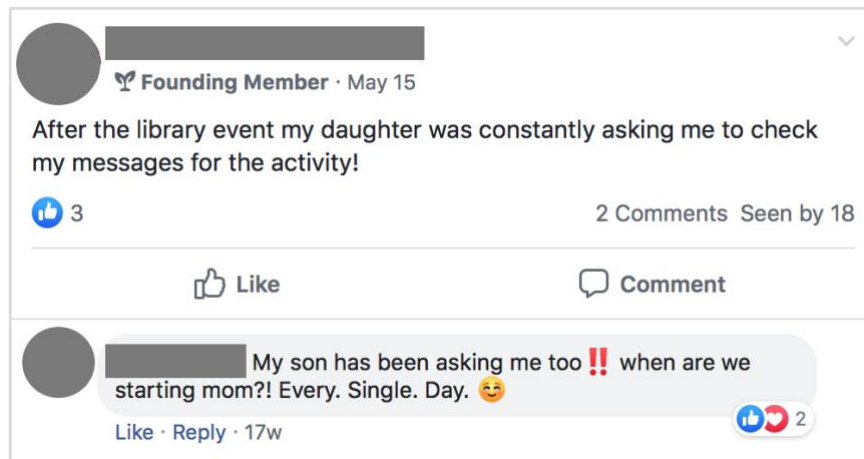 Founding Member · May 15
After the library event my daughter was constantly asking me to check
my messages for the activity!
3
2 Comments Seen by 18
Like
Comment
My son has been asking me too‼️ when are we
starting mom?! Every. Single. Day. ☺️
2
Like · Reply · 17w